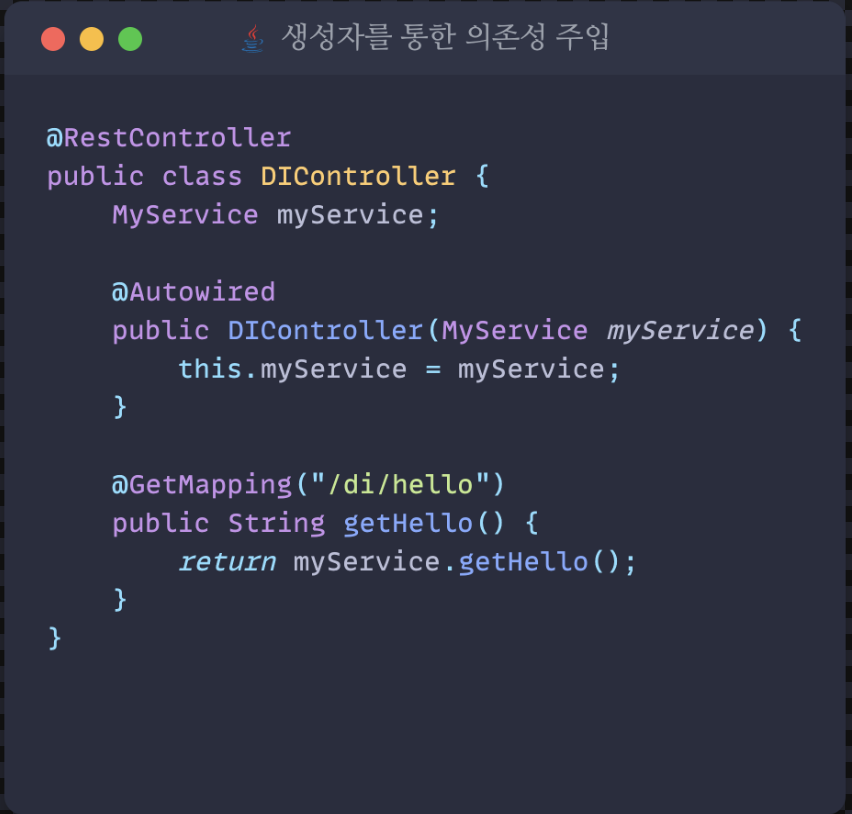 생성자를 통한 의존성 주입
@RestController
public class DIController {
    MyService myService;

    @Autowired
    public DIController(MyService myService) {
        this.myService = myService;
    }

    @GetMapping("/di/hello")
    public String getHello() {
        return myService.getHello();
    }
}